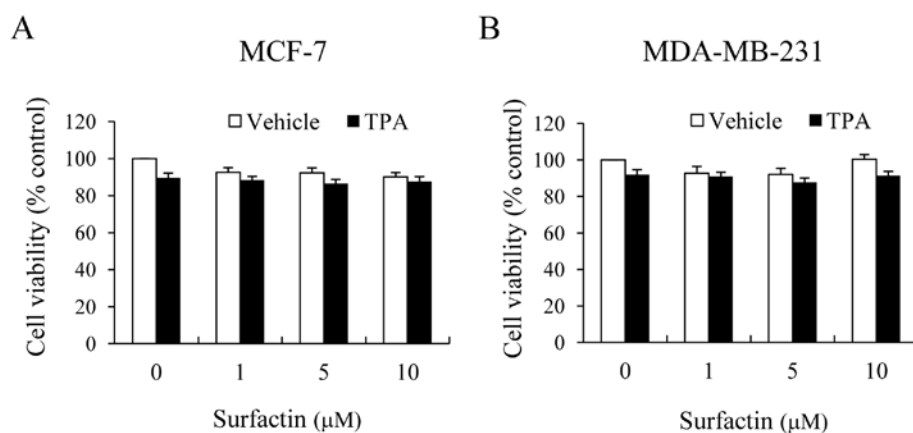 A
MCF-7
Cell viability (% control)
120
100
80
60
40
20
0
Vehicle TPA
0 1 5 10
Surfactin (μM)
B
MDA-MB-231
Cell viability (% control)
120
100
80
60
40
20
0
Vehicle TPA
0 1 5 10
Surfactin (μM)